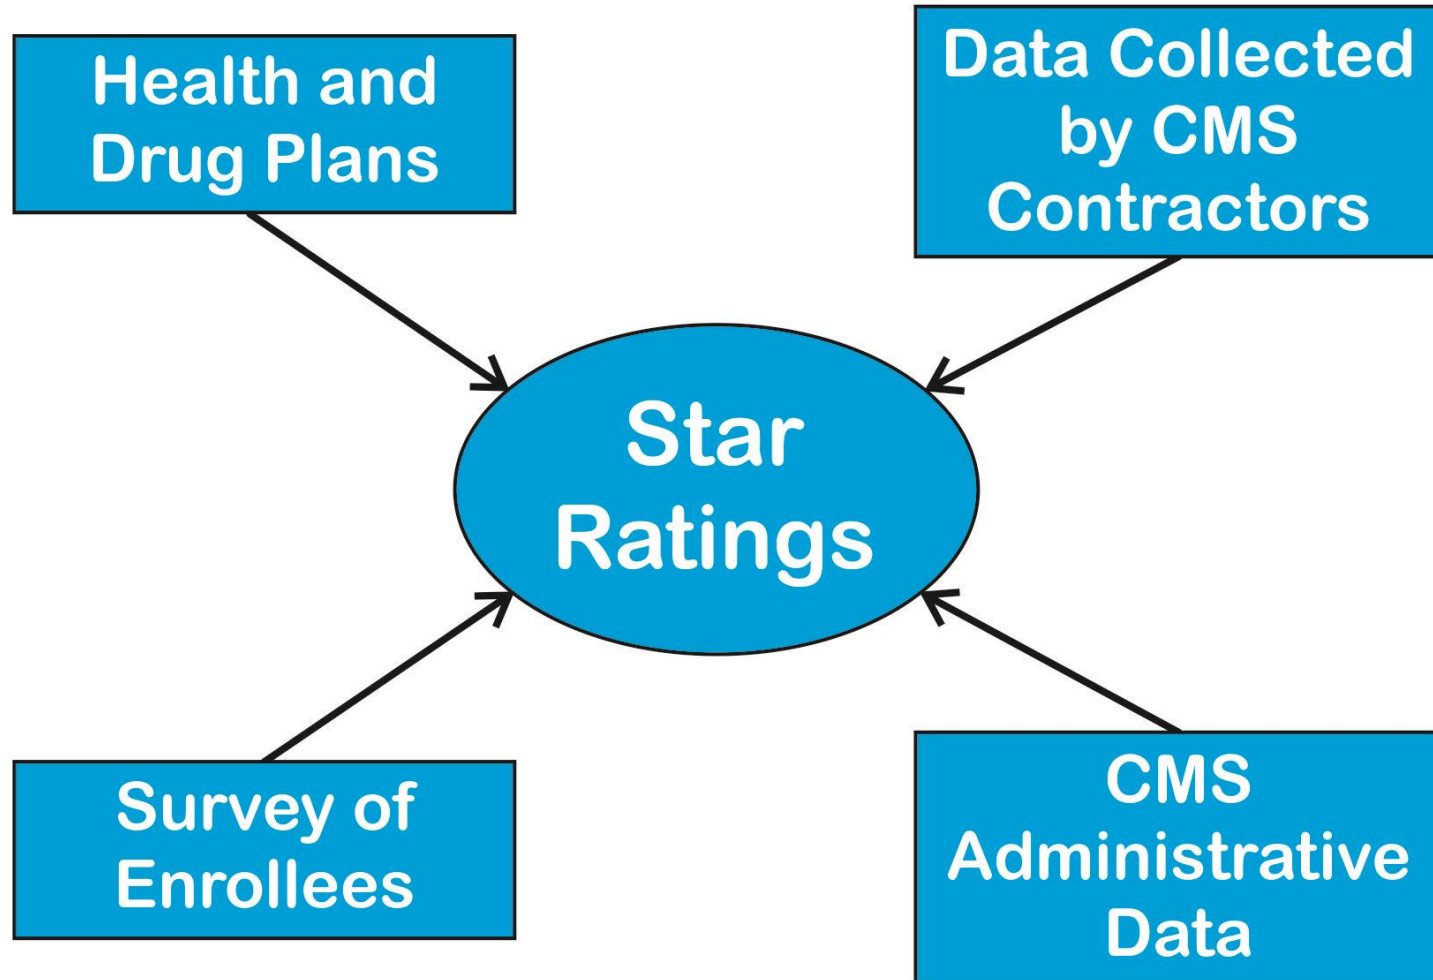 Health and
Drug Plans
Data Collected
by CMS
Contractors
Star
Ratings
Survey of
Enrollees
CMS
Administrative
Data